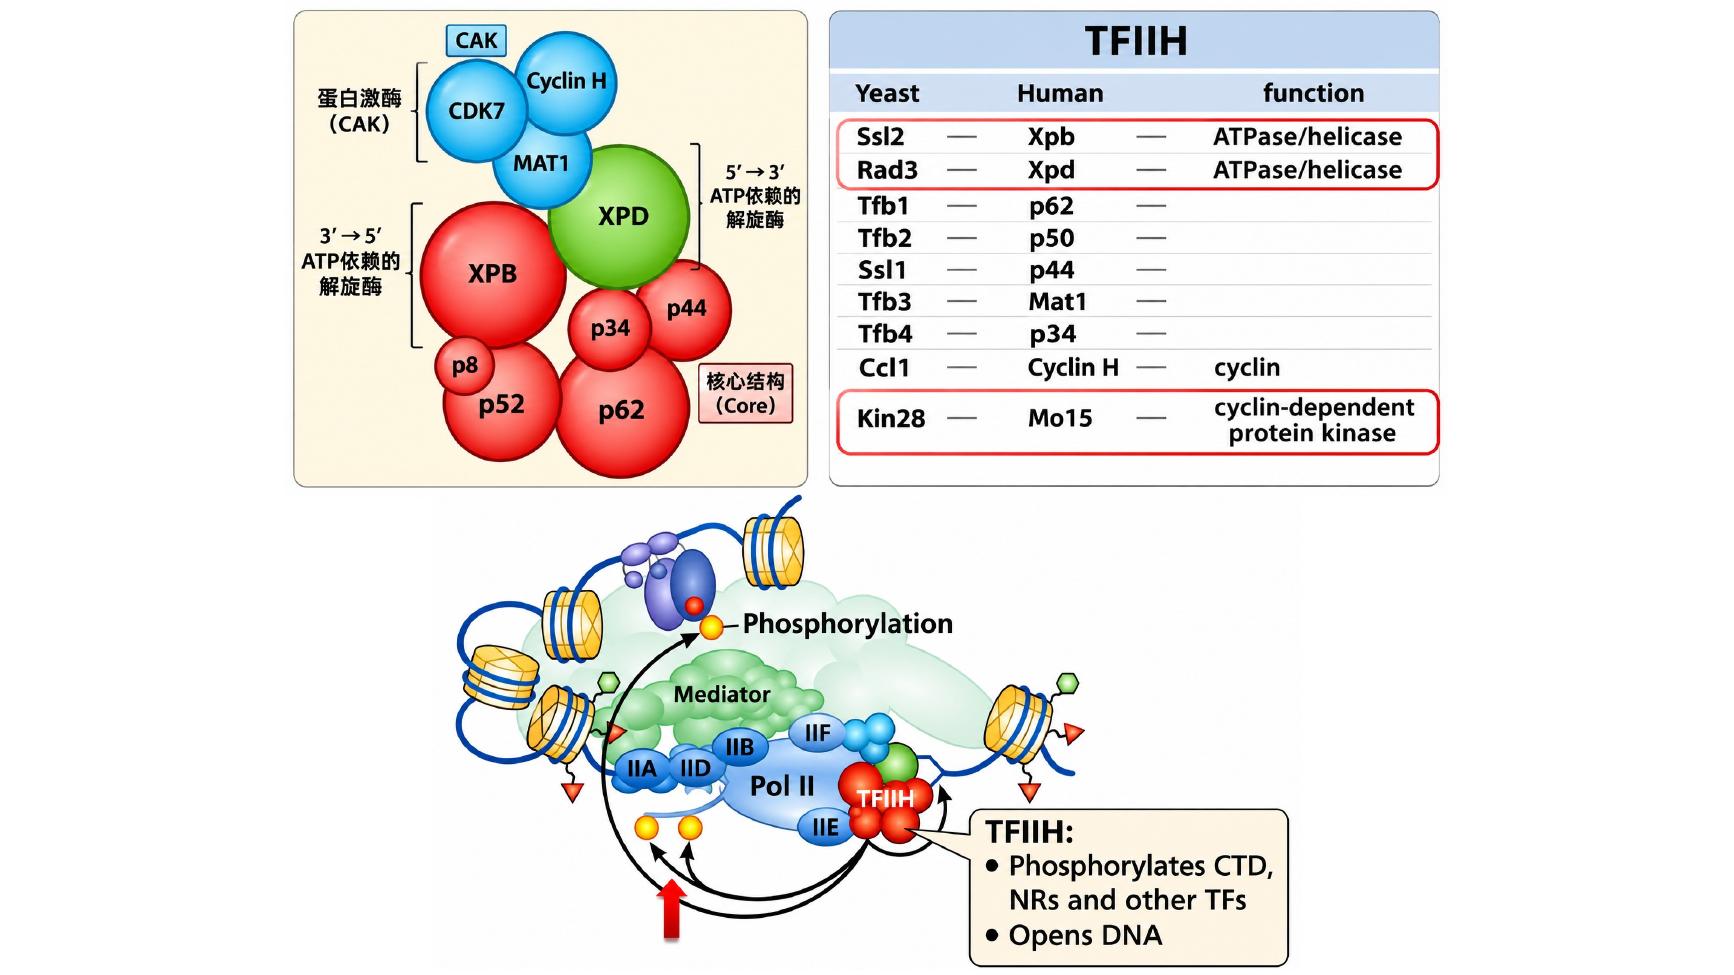 CAK
Cyclin H
CDK7
MAT1
蛋白激酶
（CAK）
XPD
5′→3′
ATP依赖的
解旋酶
3′→5′
ATP依赖的
解旋酶
XPB
p44
p34
p8
p52
p62
核心结构
（Core）
TFIIH
Yeast Human function
Ssl2 — Xpb — ATPase/helicase
Rad3 — Xpd — ATPase/helicase
Tfb1 — p62 —
Tfb2 — p50 —
Ssl1 — p44 —
Tfb3 — Mat1 —
Tfb4 — p34 —
Ccl1 — Cyclin H — cyclin
Kin28 — Mo15 — cyclin-dependent
protein kinase
Phosphorylation
Mediator
IIF
IIB
IIA
IID
Pol II
TFIIH
IIE
TFIIH:
• Phosphorylates CTD,
NRs and other TFs
• Opens DNA